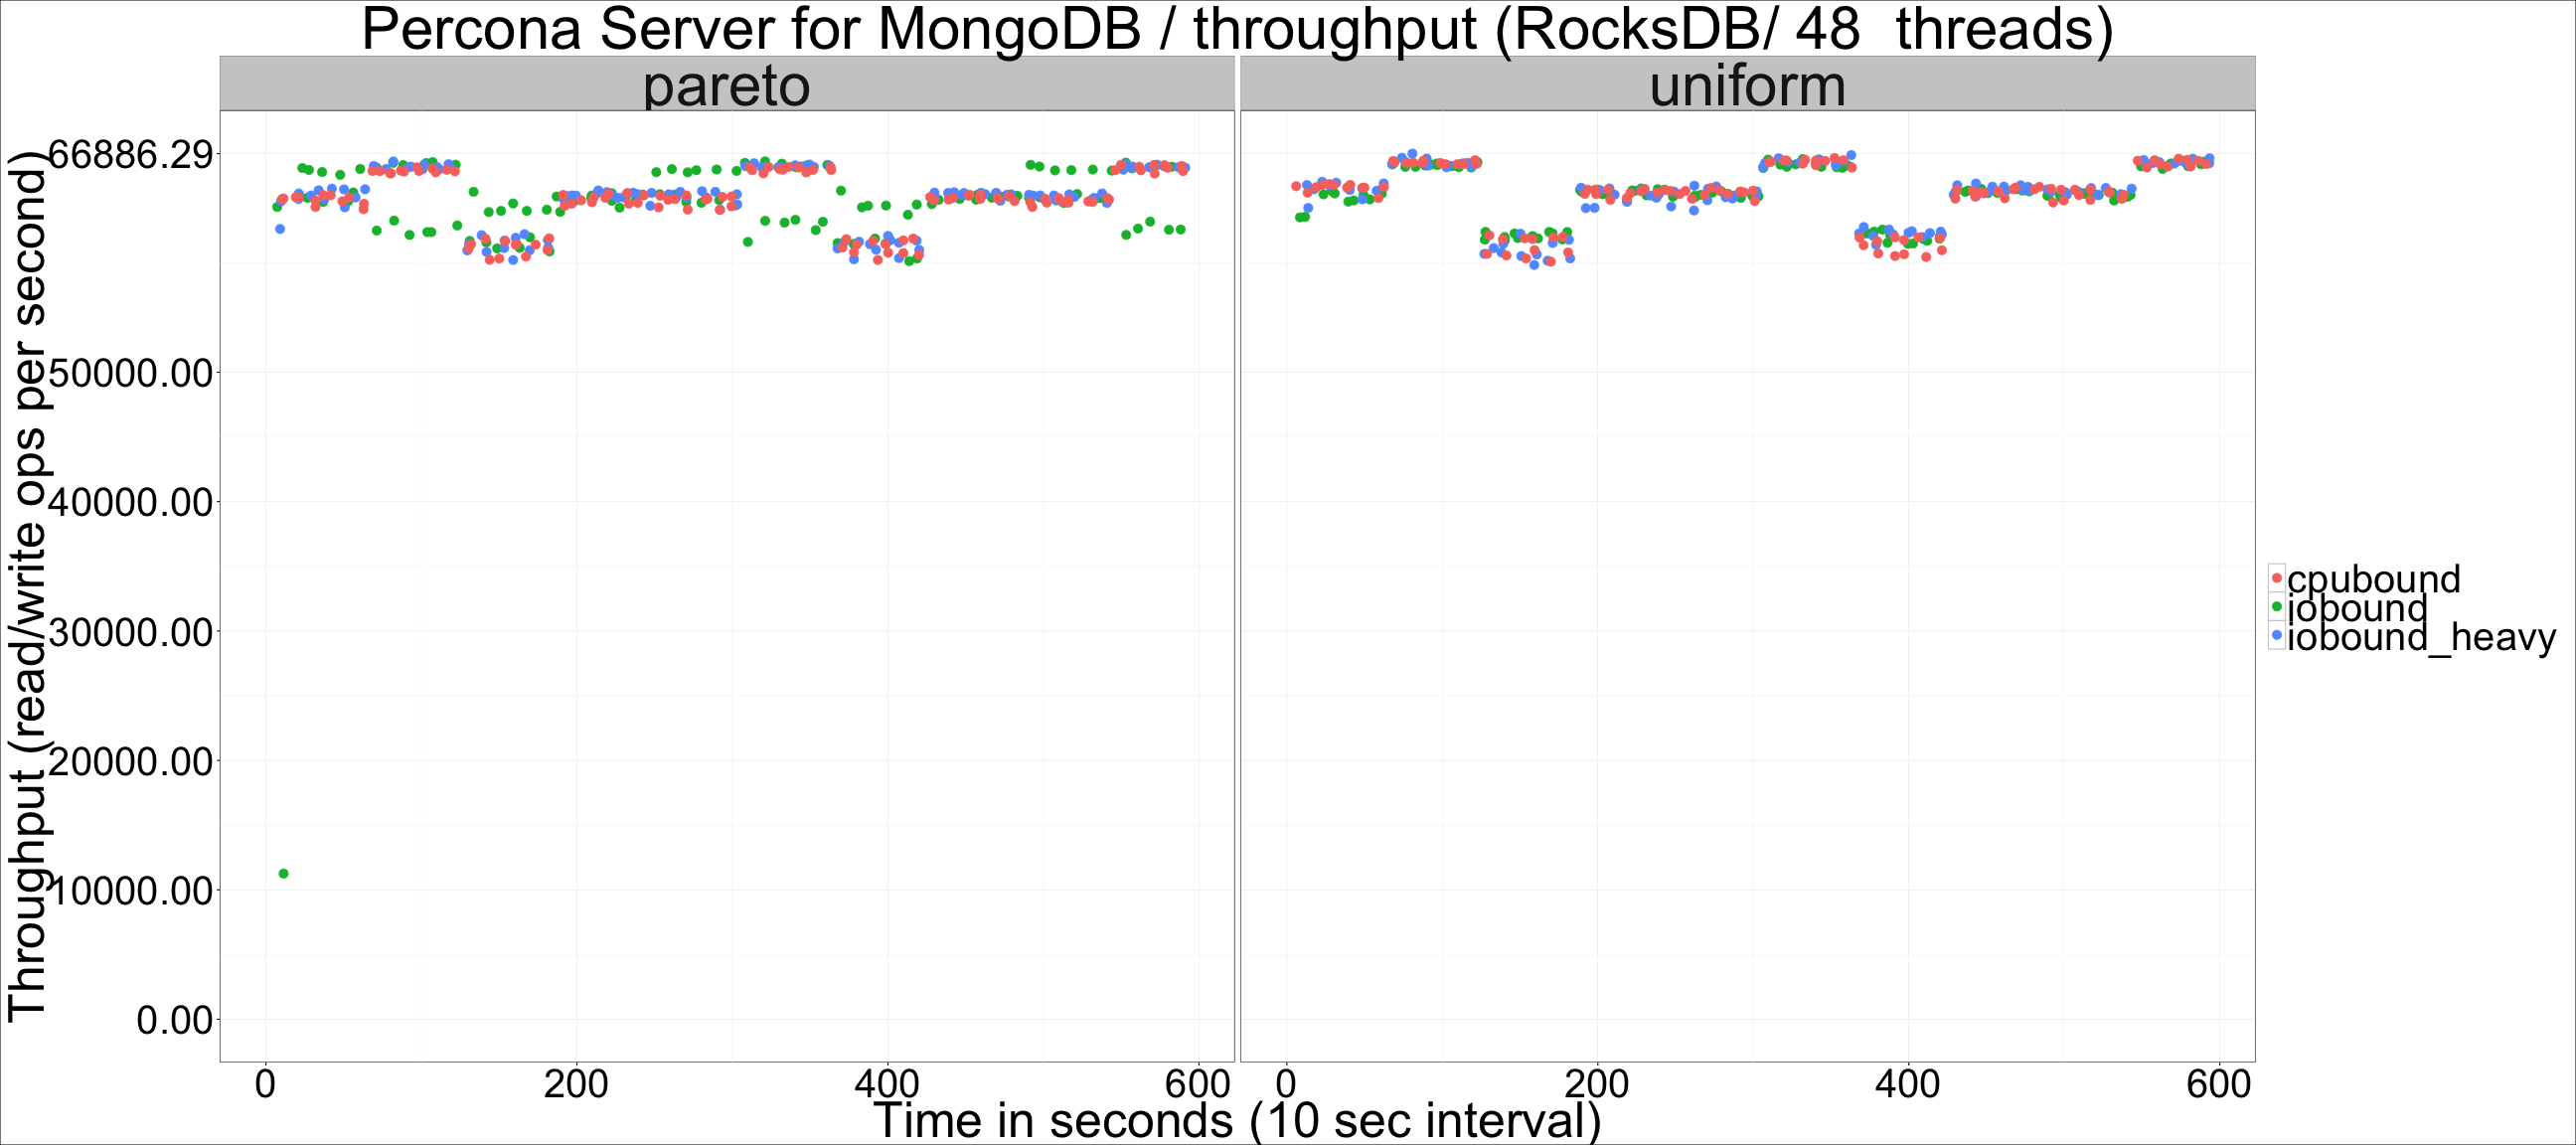 Percona Server for MongoDB / throughput (RocksDB/ 48  threads)
pareto
uniform
Throughput (read/write ops per second)
66886.29
50000.00
40000.00
30000.00
20000.00
10000.00
0.00
0
200
400
600
0
200
400
600
Time in seconds (10 sec interval)
cpubound
iobound
iobound_heavy